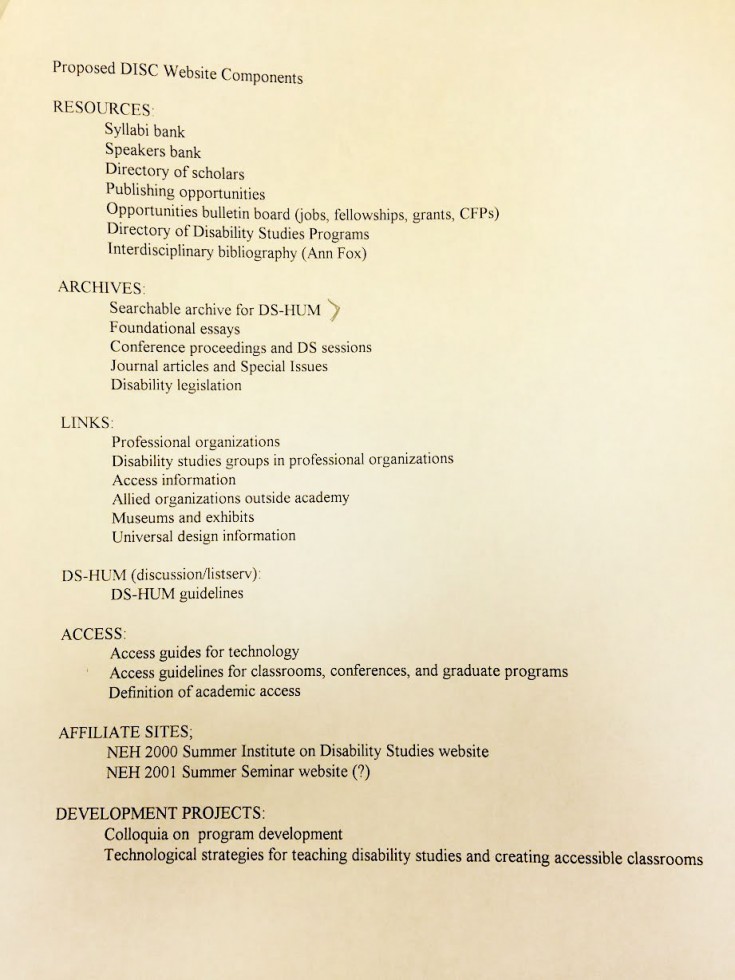 Proposed DISC Website Components
RESOURCES:
Syllabi bank
Speakers bank
Directory of scholars
Publishing opportunities
Opportunities bulletin board (jobs, fellowships, grants, CFPs)
Directory of Disability Studies Programs
Interdisciplinary bibliography (Ann Fox)
ARCHIVES:
Searchable archive for DS-HUM
Foundational essays
Conference proceedings and DS sessions
Journal articles and Special Issues
Disability legislation
LINKS:
Professional organizations
Disability studies groups in professional organizations
Access information
Allied organizations outside academy
Museums and exhibits
Universal design information
DS-HUM (discussion/listserv):
DS-HUM guidelines
ACCESS:
Access guides for technology
Access guidelines for classrooms, conferences, and graduate programs
Definition of academic access
AFFILIATE SITES;
NEH 2000 Summer Institute on Disability Studies website
NEH 2001 Summer Seminar website (?)
DEVELOPMENT PROJECTS:
Colloquia on program development
Technological strategies for teaching disability studies and creating accessible classrooms